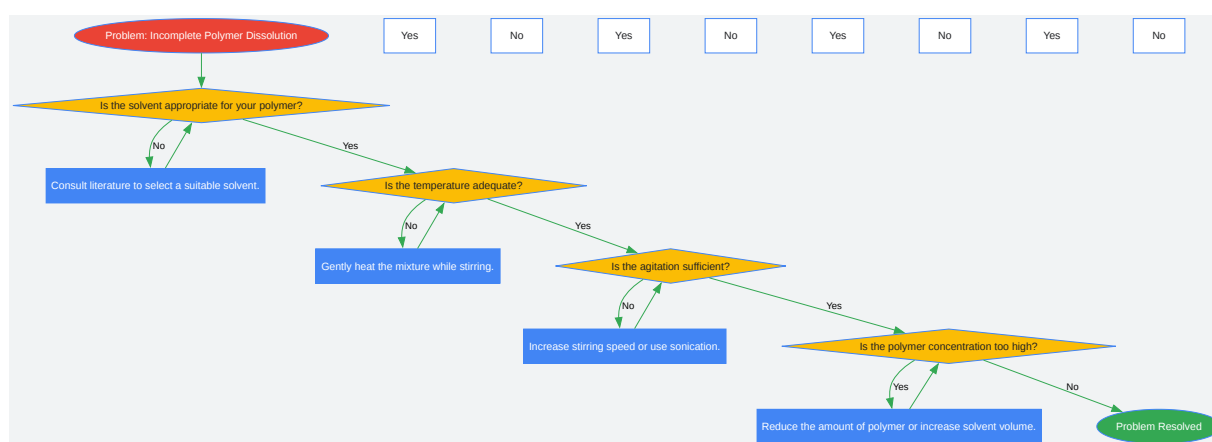 Problem: Incomplete Polymer Dissolution
Yes
No
Yes
No
Yes
No
Yes
No
Is the solvent appropriate for your polymer?
No
Yes
Consult literature to select a suitable solvent.
Is the temperature adequate?
No
Yes
Gently heat the mixture while stirring.
Is the agitation sufficient?
No
Yes
Increase stirring speed or use sonication.
Is the polymer concentration too high?
Yes
No
Reduce the amount of polymer or increase solvent volume.
Problem Resolved